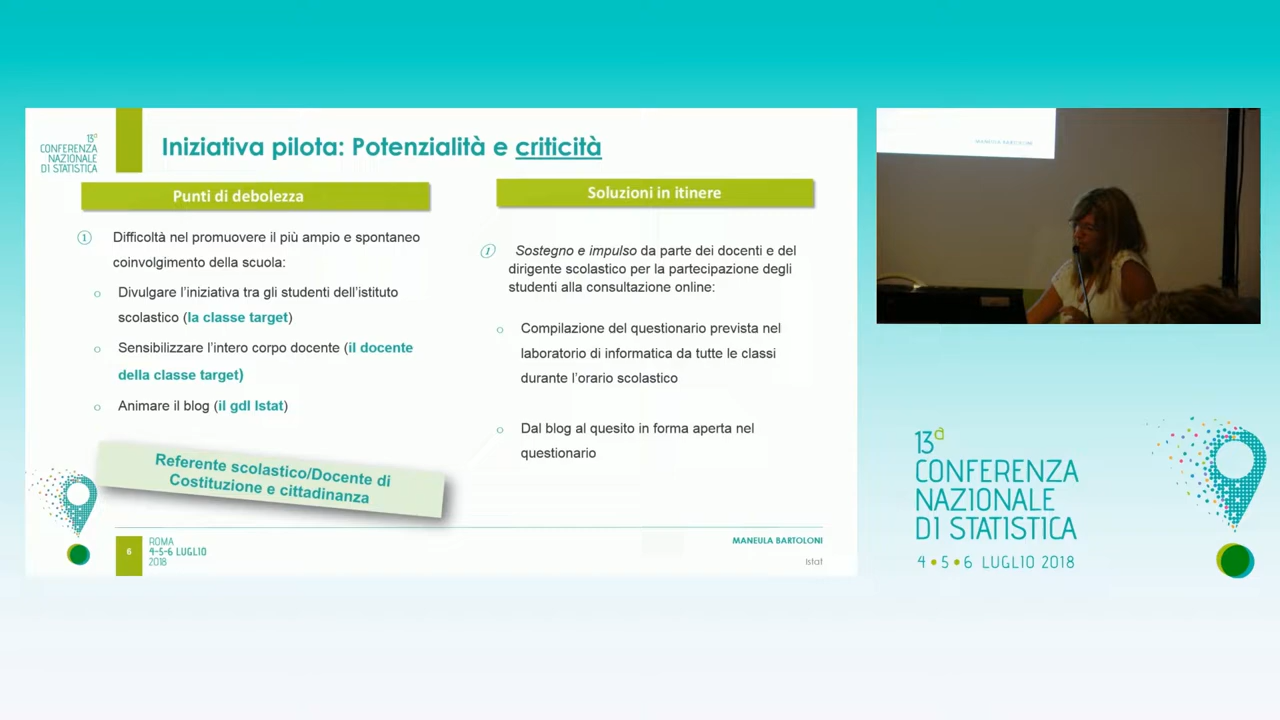 13a
CONFERENZA
NAZIONALE
DI STATISTICA
Iniziativa pilota: Potenzialità e criticità
Punti di debolezza
1 Difficoltà nel promuovere il più ampio e spontaneo
coinvolgimento della scuola:
o Divulgare l'iniziativa tra gli studenti dell'istituto
scolastico (la classe target)
o Sensibilizzare l'intero corpo docente (il docente
della classe target)
o Animare il blog (il gdl Istat)
Referente scolastico/Docente di
Costituzione e cittadinanza
Soluzioni in itinere
1 Sostegno e impulso da parte dei docenti e del
dirigente scolastico per la partecipazione degli
studenti alla consultazione online:
o Compilazione del questionario prevista nel
laboratorio di informatica da tutte le classi
durante l'orario scolastico
o Dal blog al quesito in forma aperta nel
questionario
6
ROMA
4-5-6 LUGLIO
2018
MANEULA BARTOLONI
Istat
MANEULA BARTOLONI
13a
CONFERENZA
NAZIONALE
DI STATISTICA
4•5•6 LUGLIO 2018